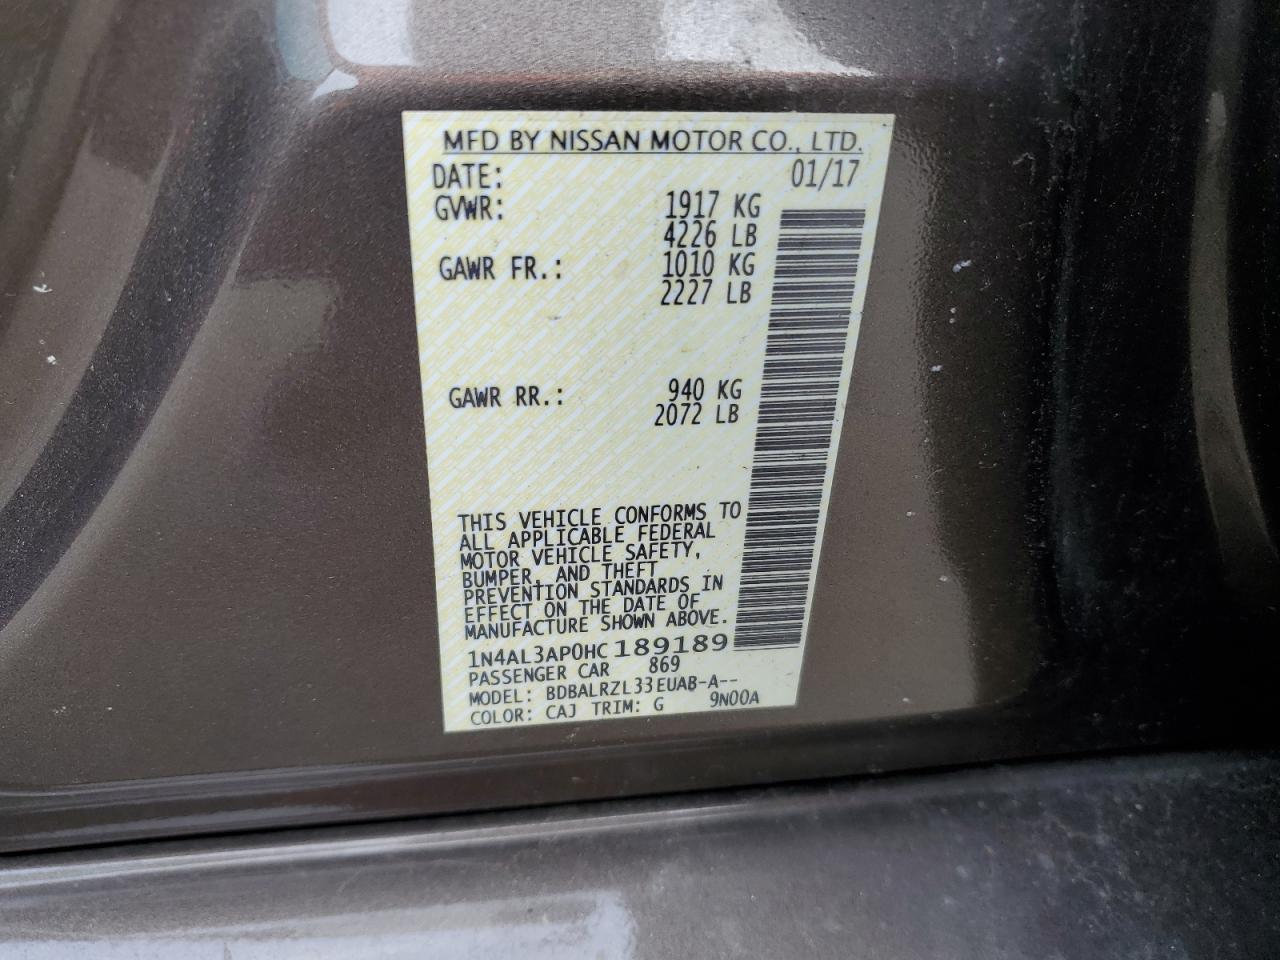 MFD BY NISSAN MOTOR CO., LTD.
DATE: 01/17
GVWR: 1917 KG
4226 LB
GAWR FR.: 1010 KG
2227 LB
GAWR RR.: 940 KG
2072 LB
THIS VEHICLE CONFORMS TO
ALL APPLICABLE FEDERAL
MOTOR VEHICLE SAFETY,
BUMPER, AND THEFT
PREVENTION STANDARDS IN
EFFECT ON THE DATE OF
MANUFACTURE SHOWN ABOVE.
1N4AL3AP0HC189189
PASSENGER CAR 869
MODEL: BDBALRZL33EUAB-A--
COLOR: CAJ TRIM: G 9N00A